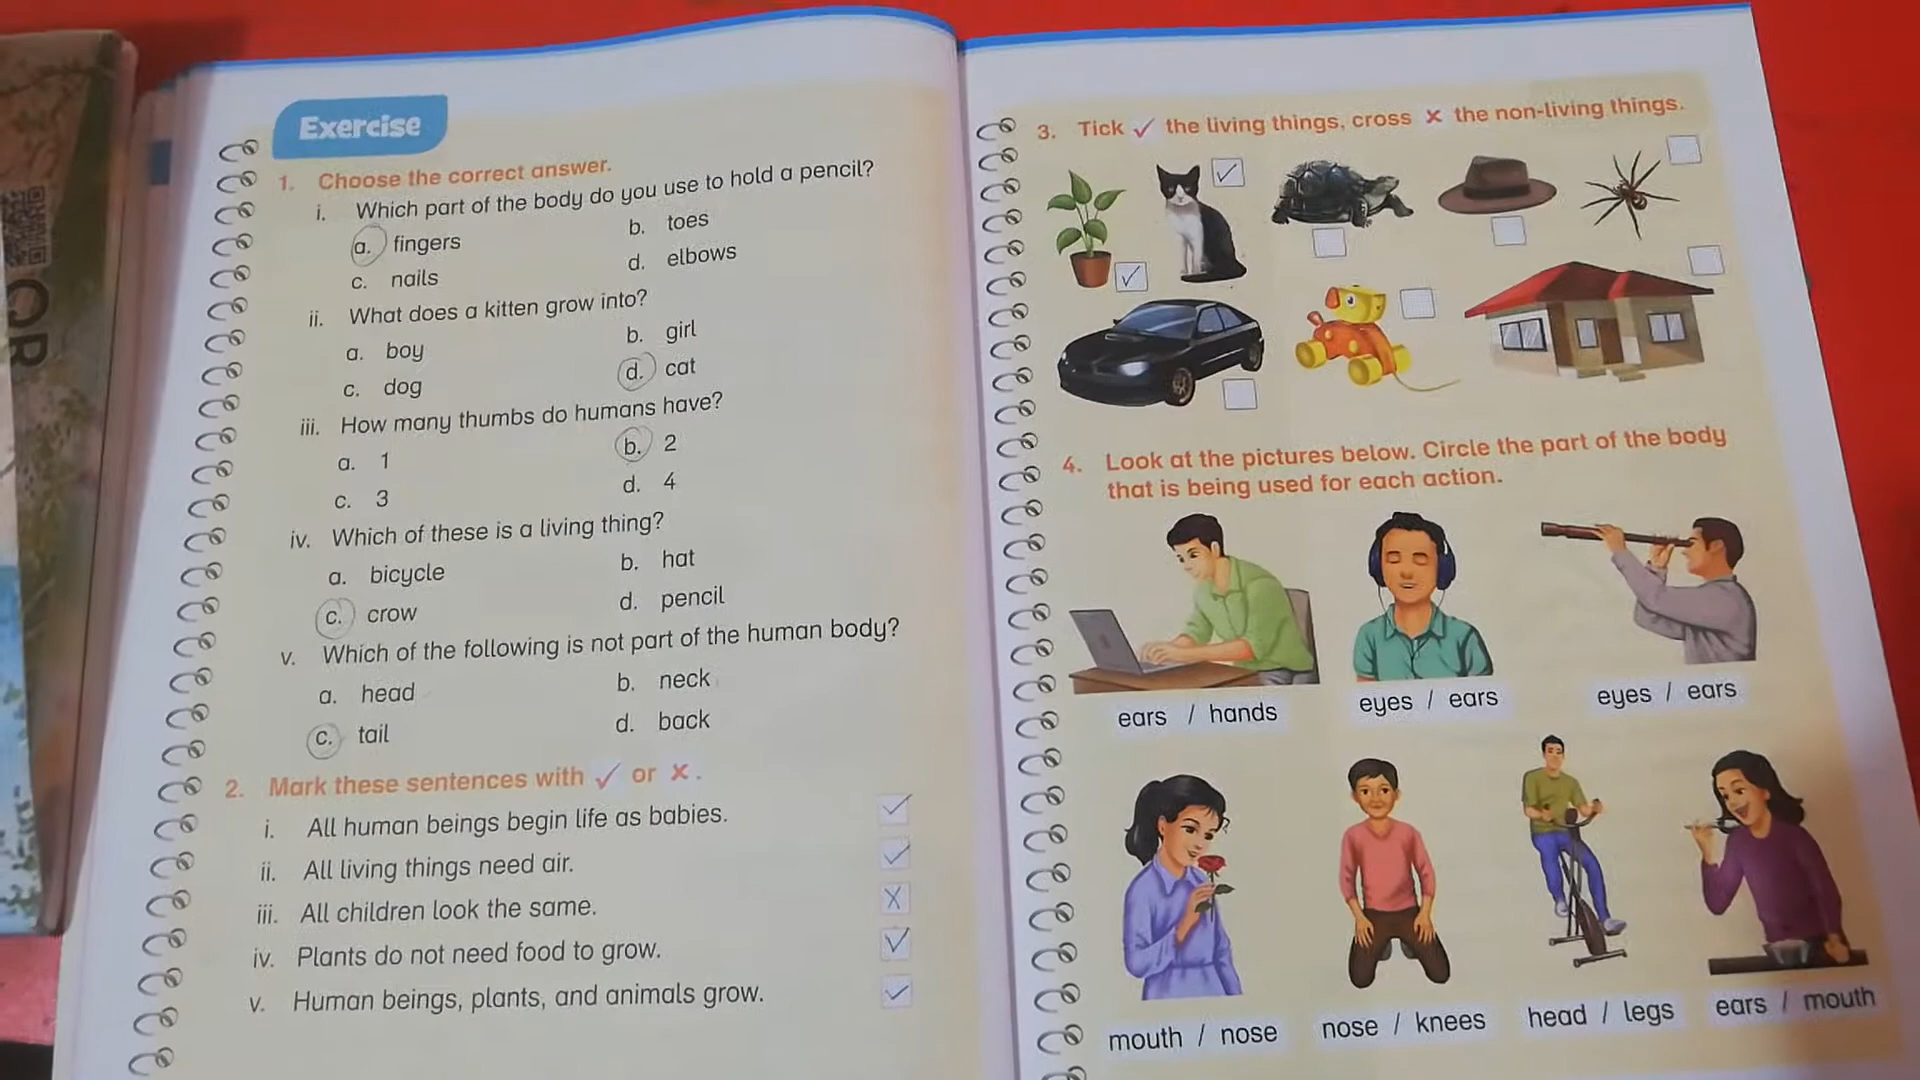 QR
Exercise
1. Choose the correct answer.
i. Which part of the body do you use to hold a pencil?
a. fingers b. toes
c. nails d. elbows
ii. What does a kitten grow into?
a. boy b. girl
c. dog d. cat
iii. How many thumbs do humans have?
a. 1 b. 2
c. 3 d. 4
iv. Which of these is a living thing?
a. bicycle b. hat
c. crow d. pencil
v. Which of the following is not part of the human body?
a. head b. neck
c. tail d. back
2. Mark these sentences with ✓ or ✗.
i. All human beings begin life as babies. ✓
ii. All living things need air. ✓
iii. All children look the same. ✗
iv. Plants do not need food to grow. ✓
v. Human beings, plants, and animals grow. ✓
3. Tick ✓ the living things, cross ✗ the non-living things.
4. Look at the pictures below. Circle the part of the body
that is being used for each action.
ears / hands eyes / ears eyes / ears
mouth / nose nose / knees head / legs ears / mouth